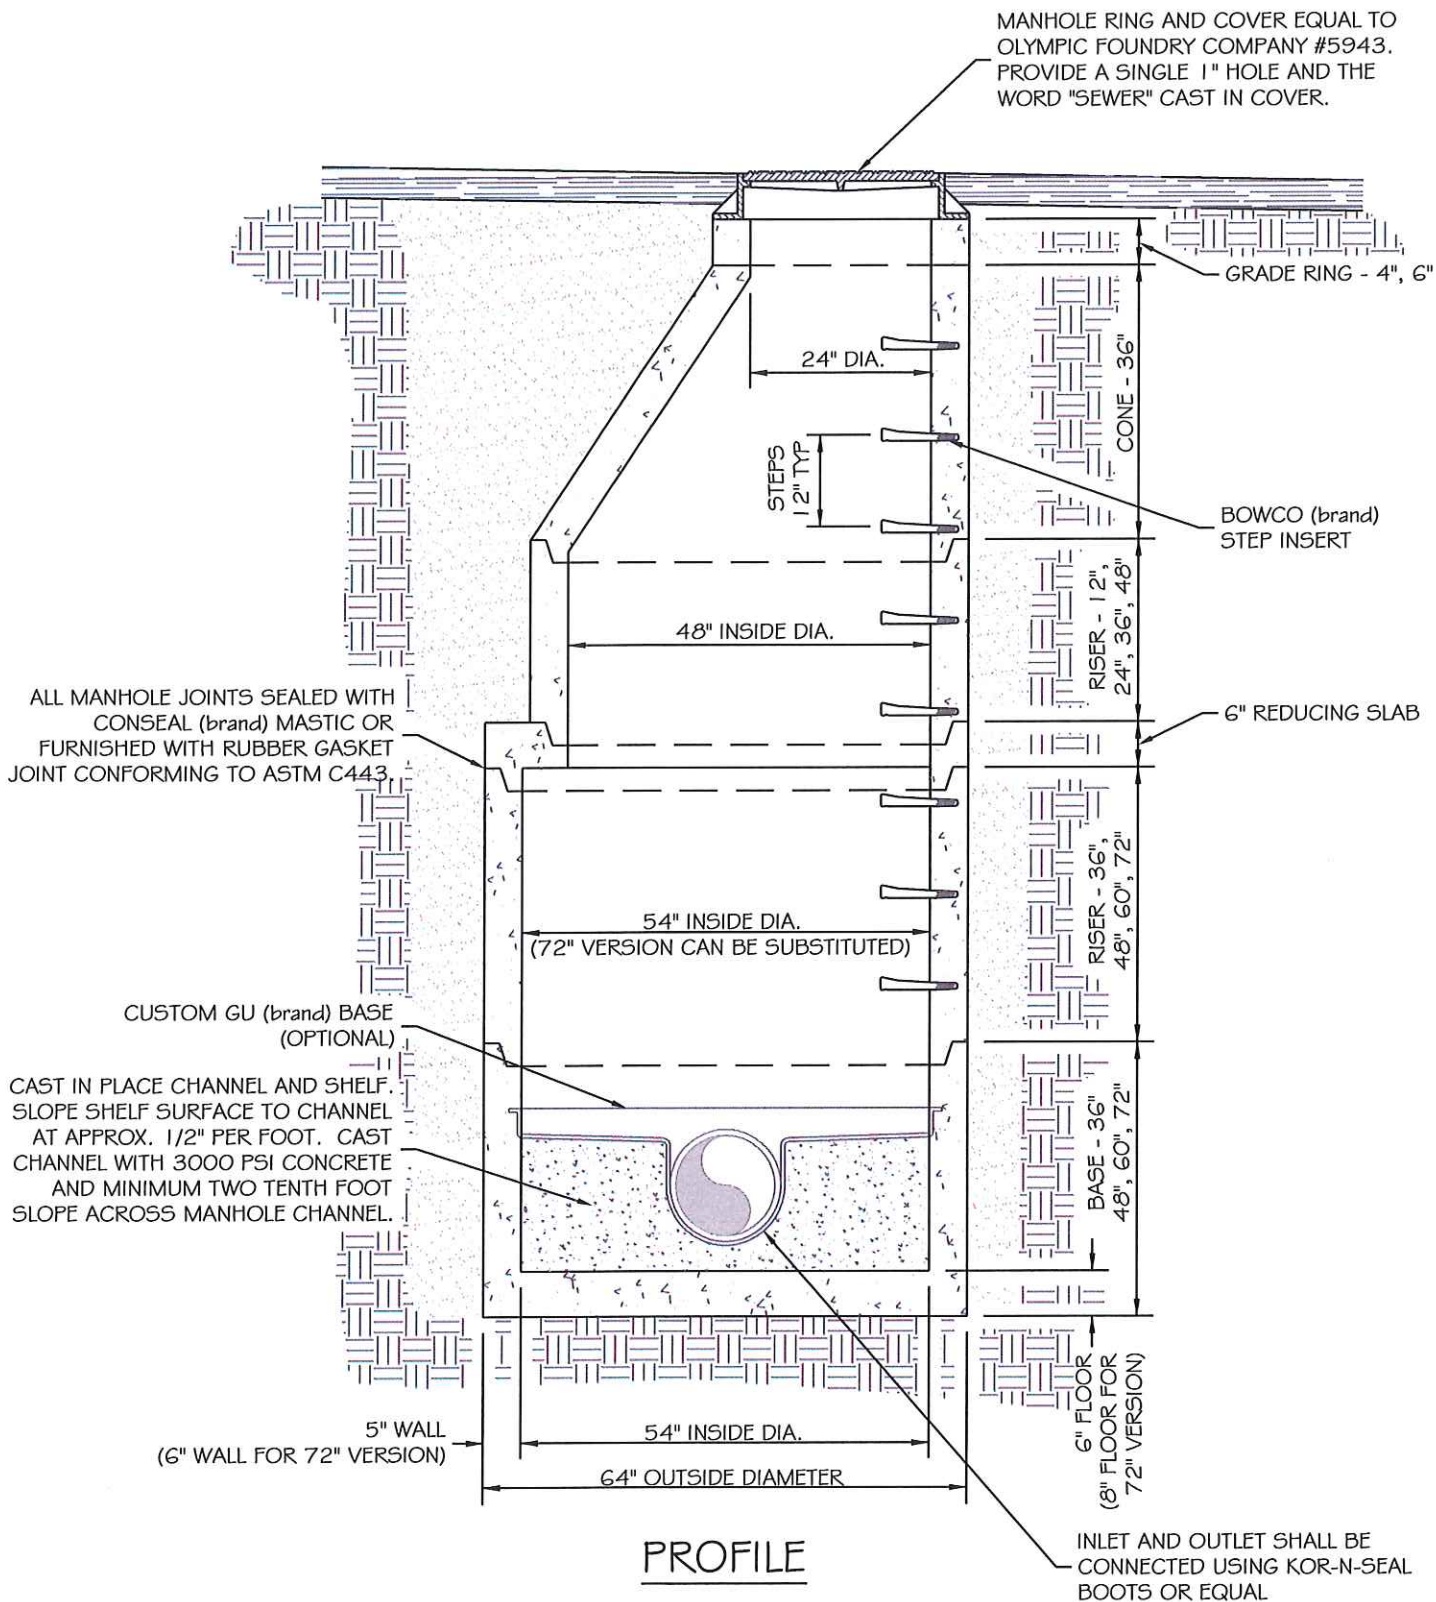 MANHOLE RING AND COVER EQUAL TO
OLYMPIC FOUNDRY COMPANY #5943.
PROVIDE A SINGLE 1" HOLE AND THE
WORD "SEWER" CAST IN COVER.
GRADE RING - 4", 6"
24" DIA.
CONE - 36"
STEPS
12" TYP
BOWCO (brand)
STEP INSERT
48" INSIDE DIA.
RISER - 12",
24", 36", 48"
ALL MANHOLE JOINTS SEALED WITH
CONSEAL (brand) MASTIC OR
FURNISHED WITH RUBBER GASKET
JOINT CONFORMING TO ASTM C443.
6" REDUCING SLAB
54" INSIDE DIA.
(72" VERSION CAN BE SUBSTITUTED)
RISER - 36",
48", 60", 72"
CUSTOM GU (brand) BASE
(OPTIONAL)
CAST IN PLACE CHANNEL AND SHELF.
SLOPE SHELF SURFACE TO CHANNEL
AT APPROX. 1/2" PER FOOT. CAST
CHANNEL WITH 3000 PSI CONCRETE
AND MINIMUM TWO TENTH FOOT
SLOPE ACROSS MANHOLE CHANNEL.
BASE - 36"
48", 60", 72"
6" FLOOR
(8" FLOOR FOR
72" VERSION)
5" WALL
(6" WALL FOR 72" VERSION)
54" INSIDE DIA.
64" OUTSIDE DIAMETER
PROFILE
INLET AND OUTLET SHALL BE
CONNECTED USING KOR-N-SEAL
BOOTS OR EQUAL